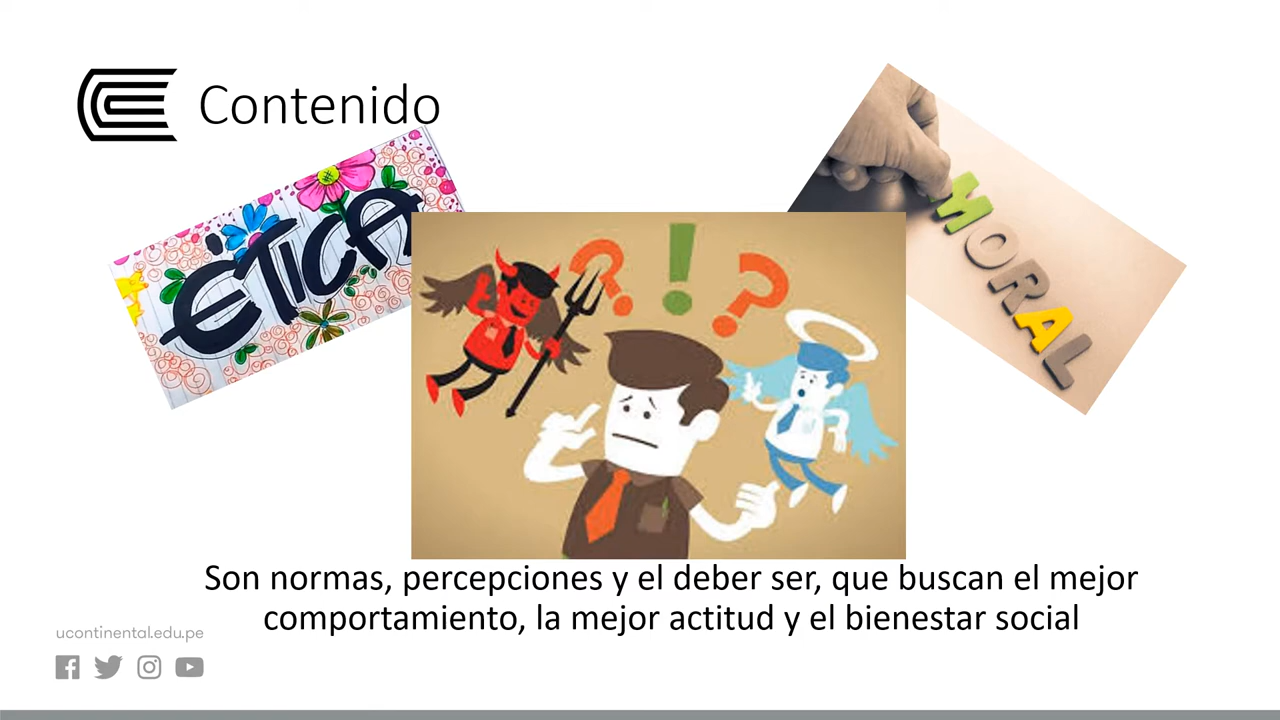 Contenido
ÉTICA
MORAL
? ! ?
Son normas, percepciones y el deber ser, que buscan el mejor
comportamiento, la mejor actitud y el bienestar social
ucontinental.edu.pe